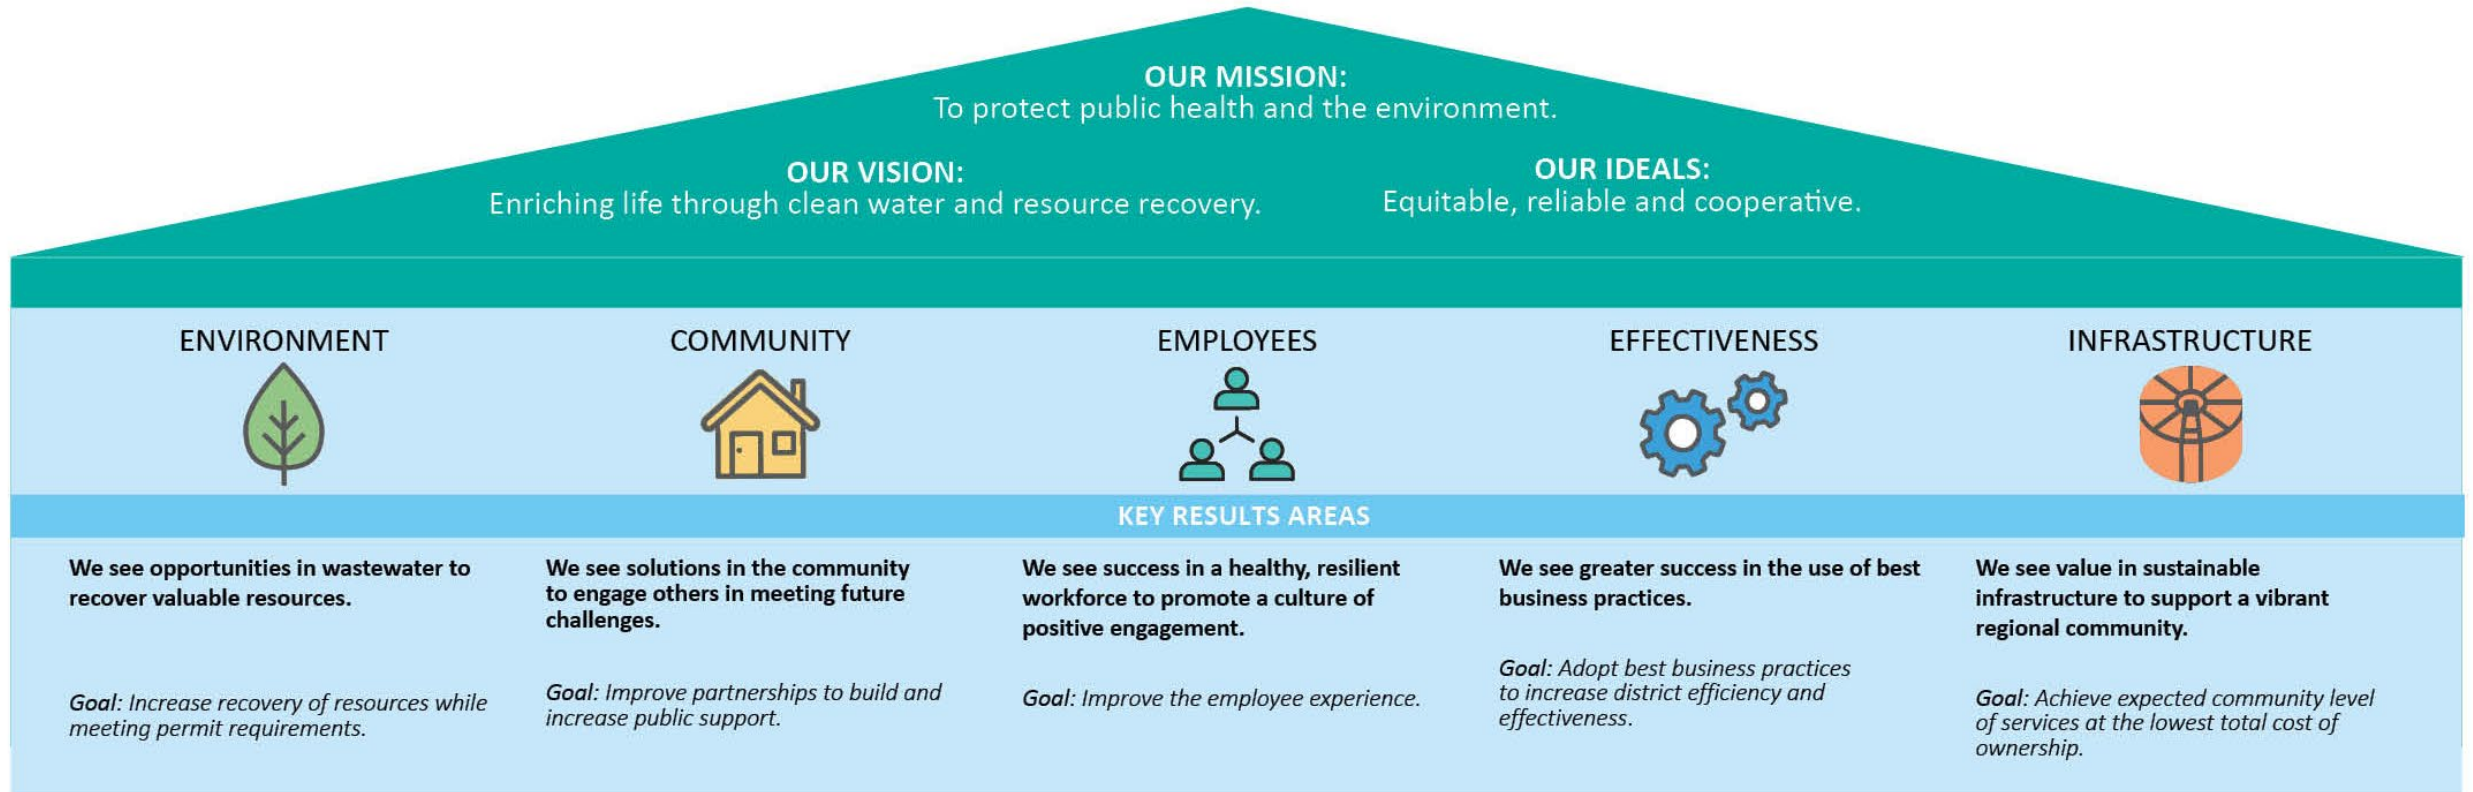 OUR MISSION:
To protect public health and the environment.
OUR VISION:
Enriching life through clean water and resource recovery.
OUR IDEALS:
Equitable, reliable and cooperative.
ENVIRONMENT
COMMUNITY
EMPLOYEES
EFFECTIVENESS
INFRASTRUCTURE
KEY RESULTS AREAS
We see opportunities in wastewater to
recover valuable resources.
Goal: Increase recovery of resources while
meeting permit requirements.
We see solutions in the community
to engage others in meeting future
challenges.
Goal: Improve partnerships to build and
increase public support.
We see success in a healthy, resilient
workforce to promote a culture of
positive engagement.
Goal: Improve the employee experience.
We see greater success in the use of best
business practices.
Goal: Adopt best business practices
to increase district efficiency and
effectiveness.
We see value in sustainable
infrastructure to support a vibrant
regional community.
Goal: Achieve expected community level
of services at the lowest total cost of
ownership.